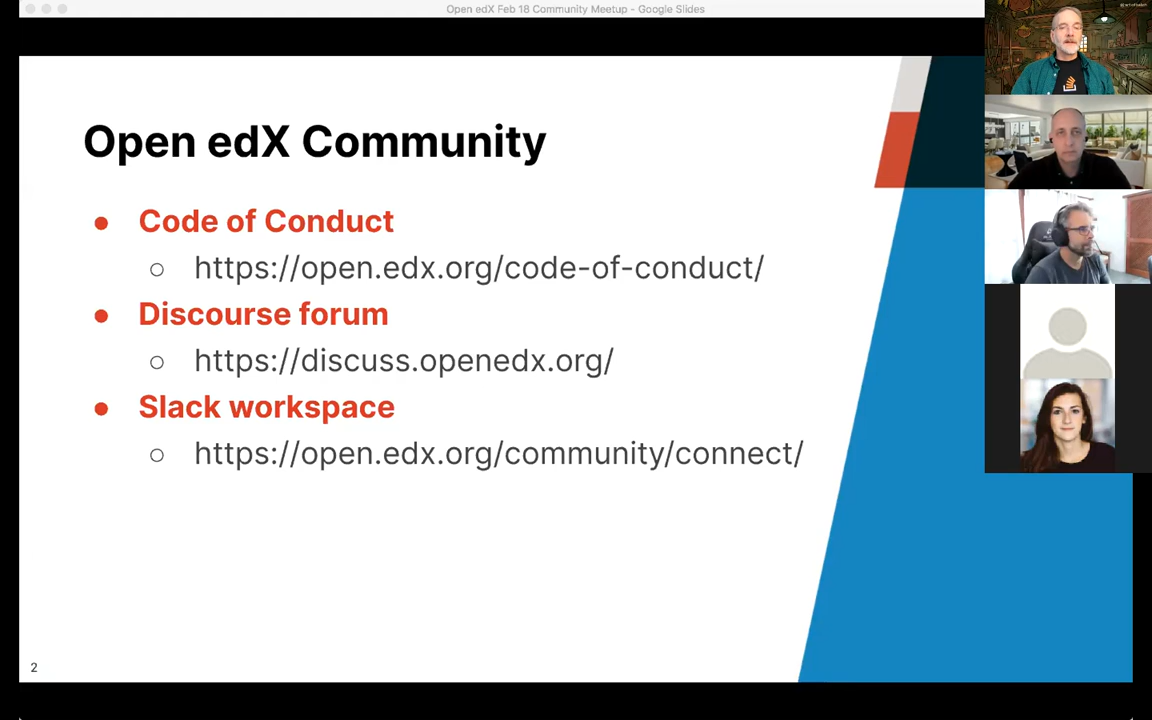 Open edX Feb 18 Community Meetup - Google Slides
Open edX Community
● Code of Conduct
○ https://open.edx.org/code-of-conduct/
● Discourse forum
○ https://discuss.openedx.org/
● Slack workspace
○ https://open.edx.org/community/connect/
2